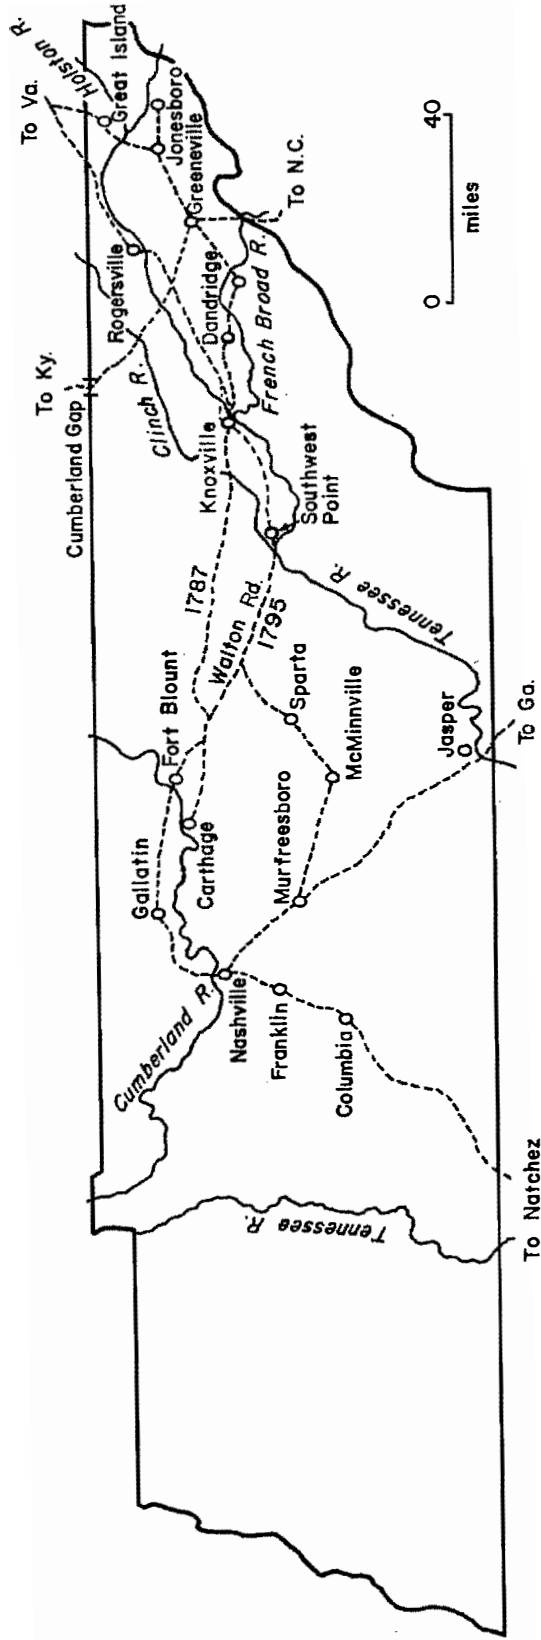 Holston R.
To Va.
Great Island
Jonesboro
Greeneville
To N.C.
40
miles
0
Rogersville
Dandridge
French Broad R.
To Ky.
Cumberland Gap
Clinch R.
Knoxville
Southwest
Point
1787
Walton Rd.
1795
Tennessee R.
Fort Blount
Sparta
McMinnville
Jasper
To Ga.
Gallatin
Carthage
Murfreesboro
Cumberland R.
Nashville
Franklin
Columbia
Tennessee R.
To Natchez